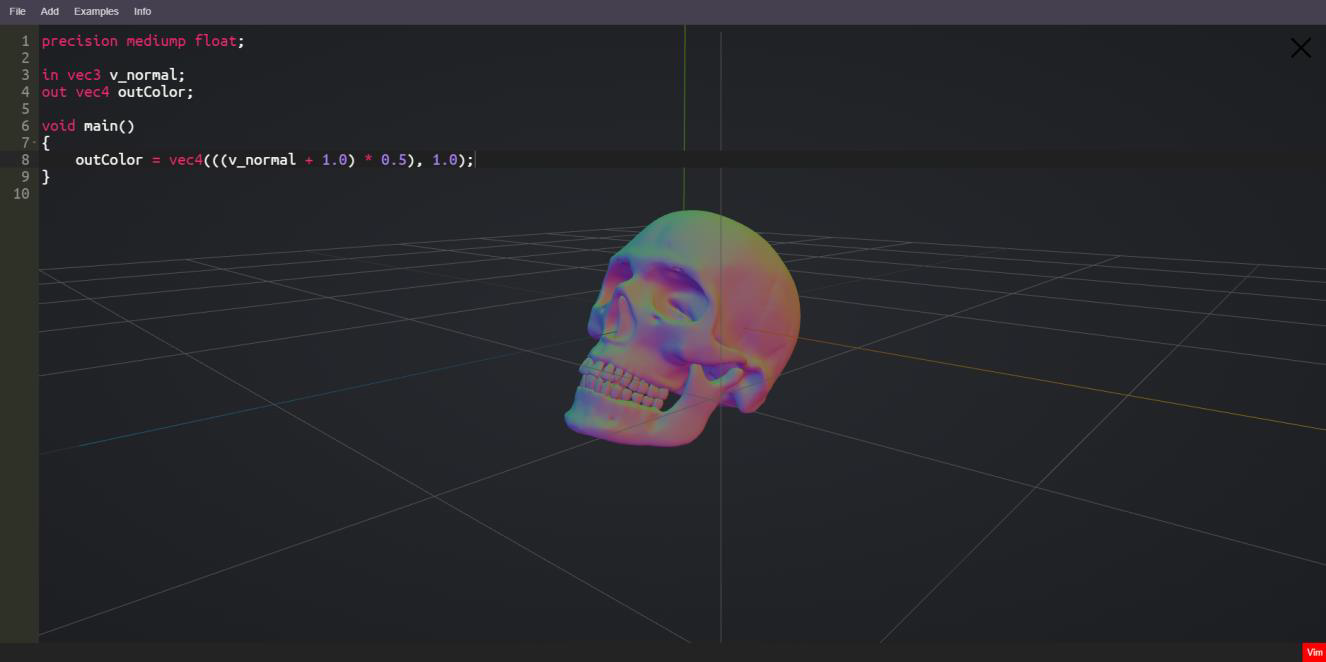 File Add Examples Info
1 precision mediump float;
2
3 in vec3 v_normal;
4 out vec4 outColor;
5
6 void main()
7 {
8     outColor = vec4(((v_normal + 1.0) * 0.5), 1.0);
9 }
10
Vim